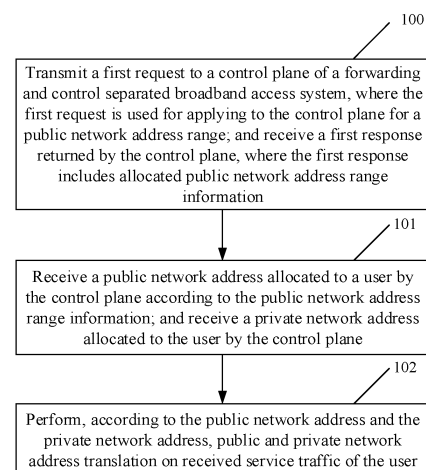 100
Transmit a first request to a control plane of a forwarding
and control separated broadband access system, where the
first request is used for applying to the control plane for a
public network address range; and receive a first response
returned by the control plane, where the first response
includes allocated public network address range
information
101
Receive a public network address allocated to a user by
the control plane according to the public network address
range information; and receive a private network address
allocated to the user by the control plane
102
Perform, according to the public network address and the
private network address, public and private network
address translation on received service traffic of the user